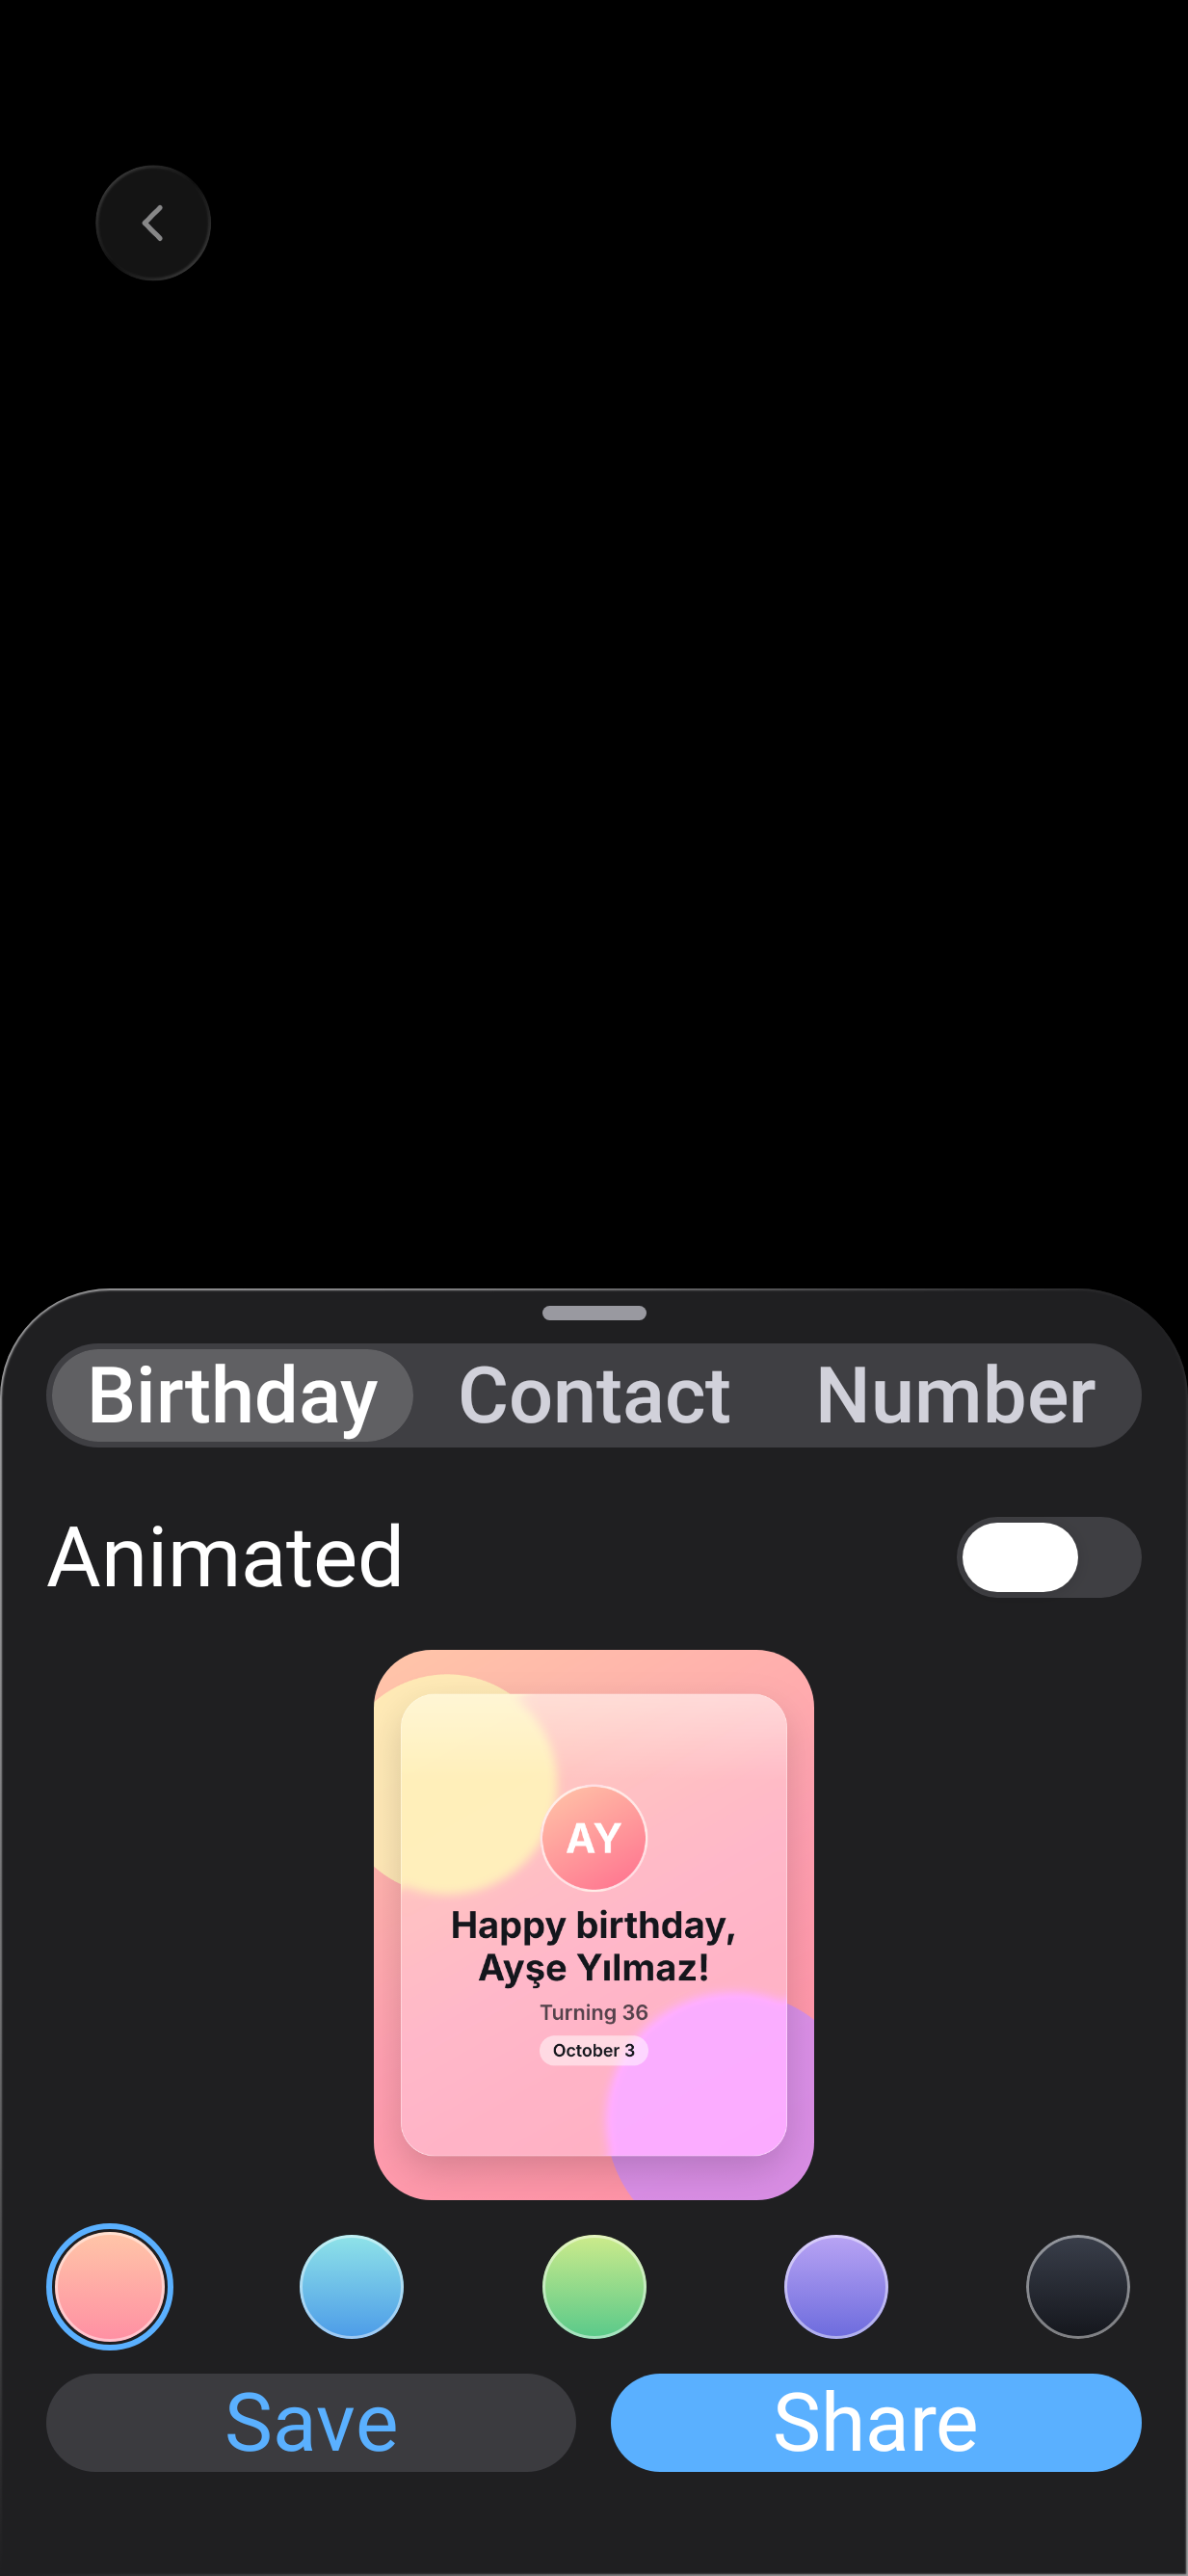 Birthday Contact Number
Animated
AY
Happy birthday,
Ayşe Yılmaz!
Turning 36
October 3
Save Share